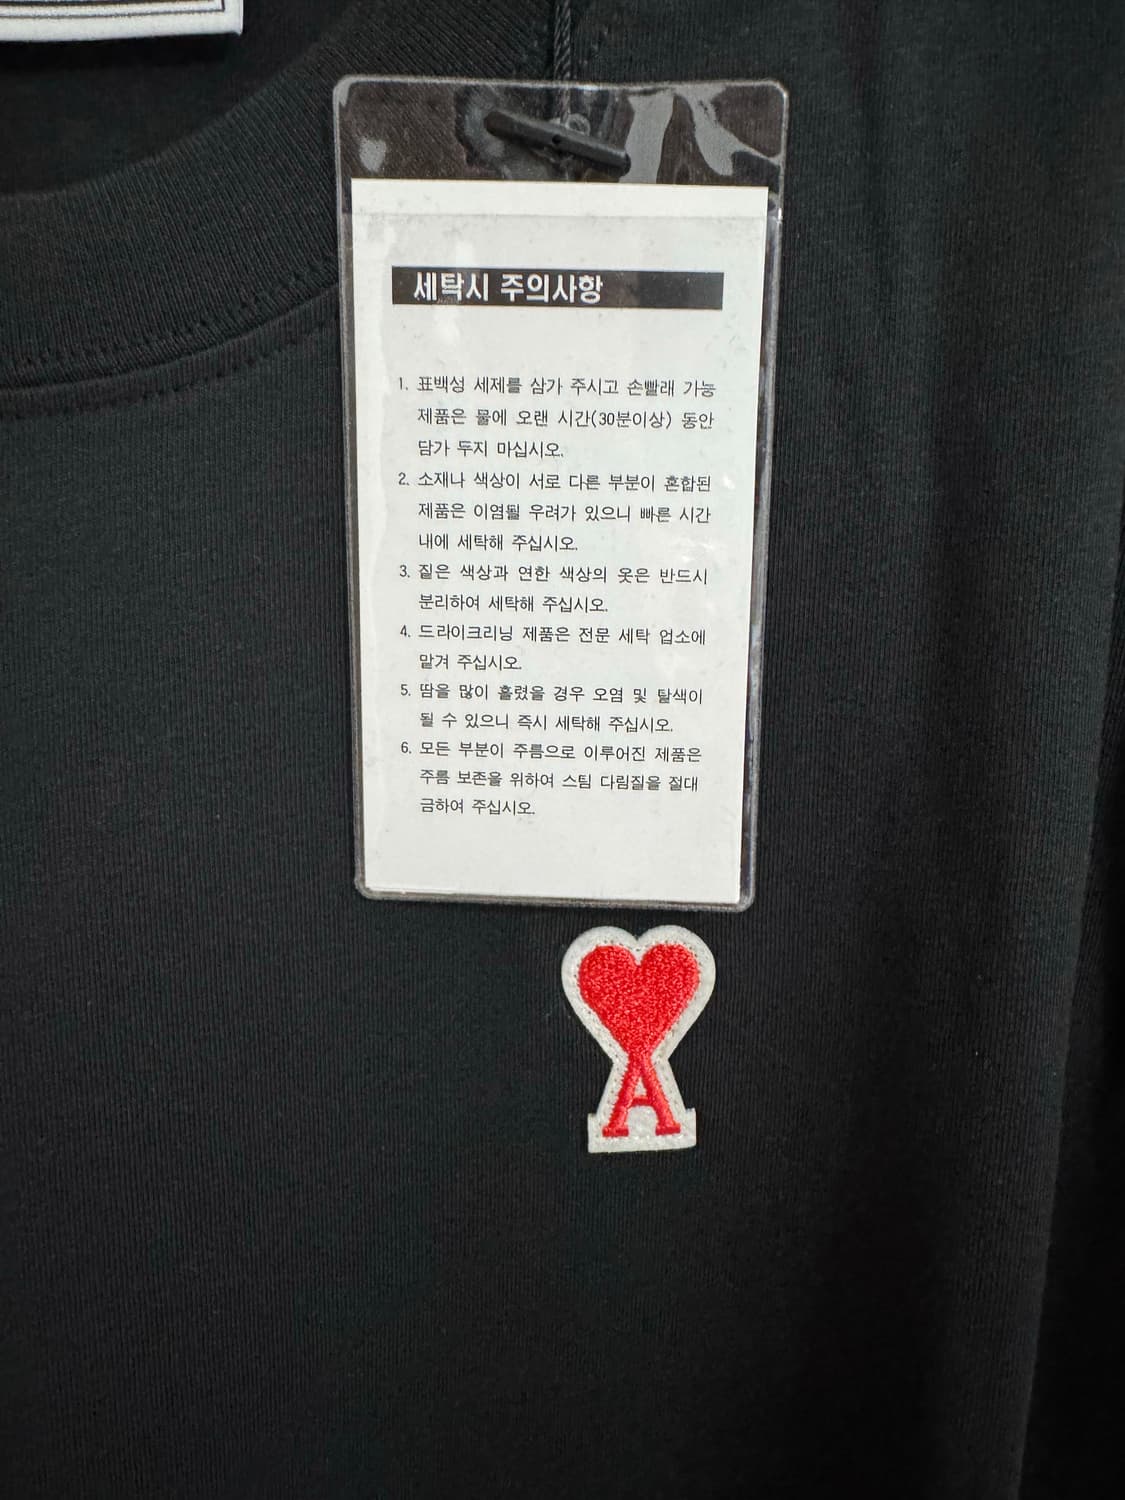 세탁시 주의사항
1. 표백성 세제를 삼가 주시고 손빨래 가능
제품은 물에 오랜 시간(30분이상) 동안
담가 두지 마십시오.
2. 소재나 색상이 서로 다른 부분이 혼합된
제품은 이염될 우려가 있으니 빠른 시간
내에 세탁해 주십시오.
3. 짙은 색상과 연한 색상의 옷은 반드시
분리하여 세탁해 주십시오.
4. 드라이크리닝 제품은 전문 세탁 업소에
맡겨 주십시오.
5. 땀을 많이 흘렸을 경우 오염 및 탈색이
될 수 있으니 즉시 세탁해 주십시오.
6. 모든 부분이 주름으로 이루어진 제품은
주름 보존을 위하여 스팀 다림질을 절대
금하여 주십시오.
A